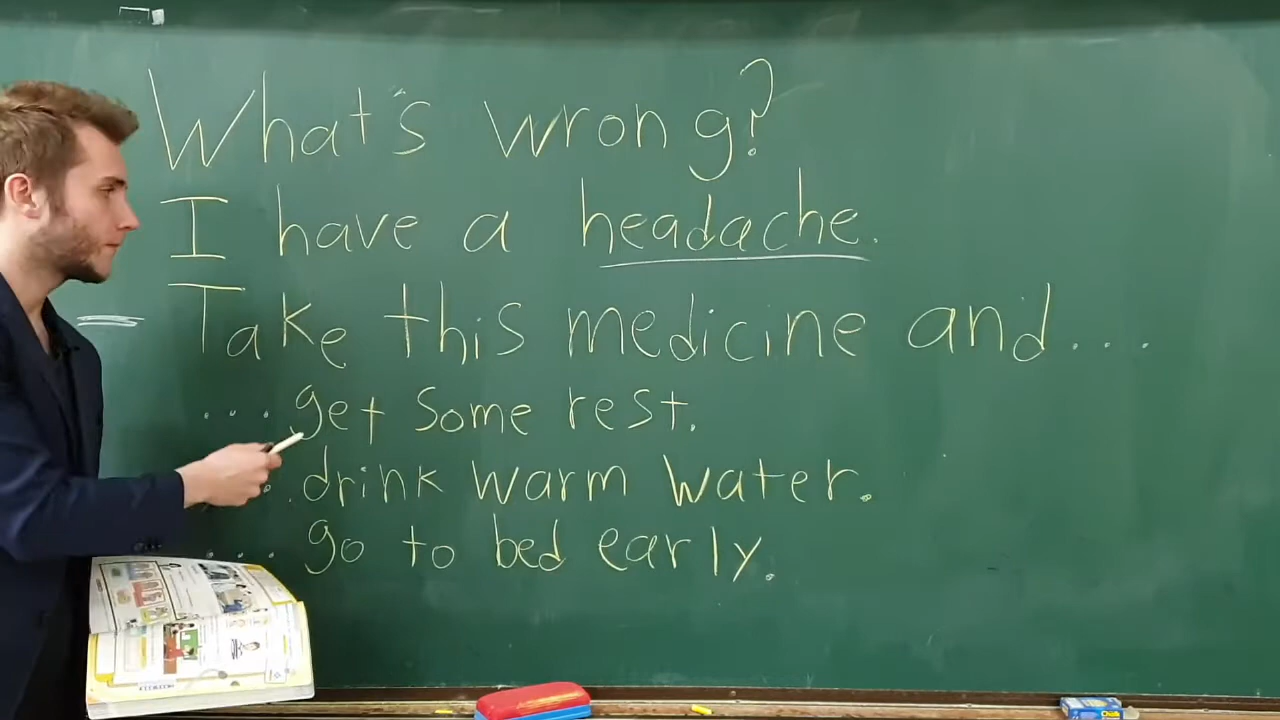 What's wrong?
I have a headache.
Take this medicine and....
...get some rest.
..drink warm water.
....go to bed early.